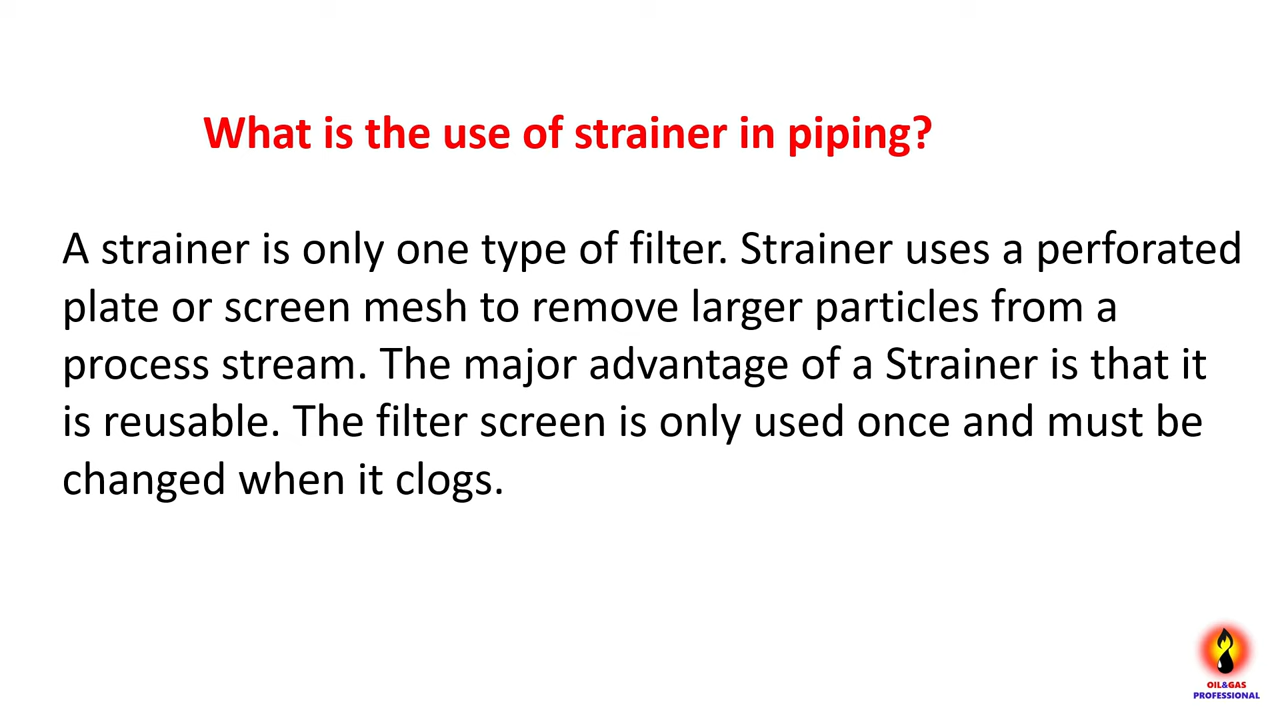 What is the use of strainer in piping?
A strainer is only one type of filter. Strainer uses a perforated
plate or screen mesh to remove larger particles from a
process stream. The major advantage of a Strainer is that it
is reusable. The filter screen is only used once and must be
changed when it clogs.
OIL&GAS
PROFESSIONAL